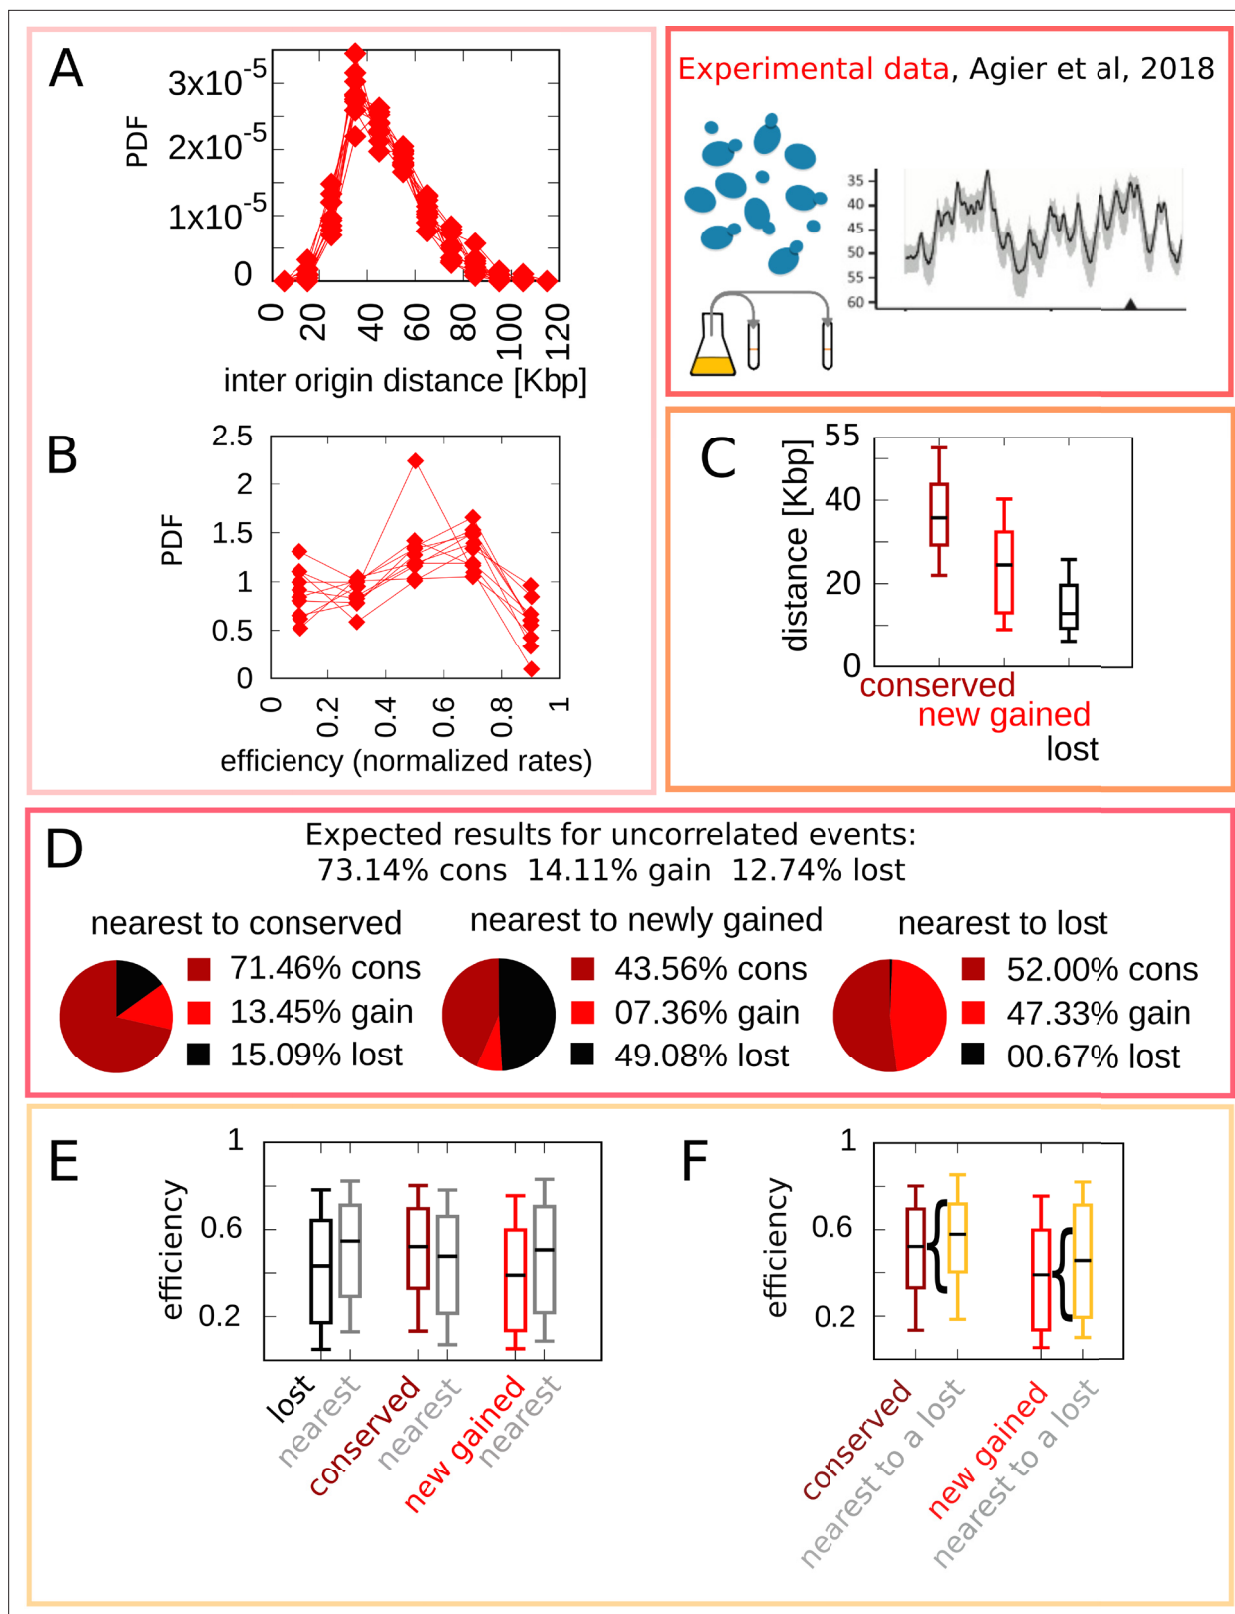 A
PDF
3x10-5
2x10-5
1x10-5
0
0 20 40 60 80 100 120
inter origin distance [Kbp]
Experimental data, Agier et al, 2018
35
40
45
50
55
60
B
PDF
2.5
2
1.5
1
0.5
0
0 0.2 0.4 0.6 0.8 1
efficiency (normalized rates)
C
distance [Kbp]
55
40
20
0
conserved
new gained
lost
D
Expected results for uncorrelated events:
73.14% cons 14.11% gain 12.74% lost
nearest to conserved
71.46% cons
13.45% gain
15.09% lost
nearest to newly gained
43.56% cons
07.36% gain
49.08% lost
nearest to lost
52.00% cons
47.33% gain
00.67% lost
E
efficiency
1
0.6
0.2
lost
nearest
conserved
nearest
new gained
nearest
F
efficiency
1
0.6
0.2
conserved
nearest to a lost
new gained
nearest to a lost